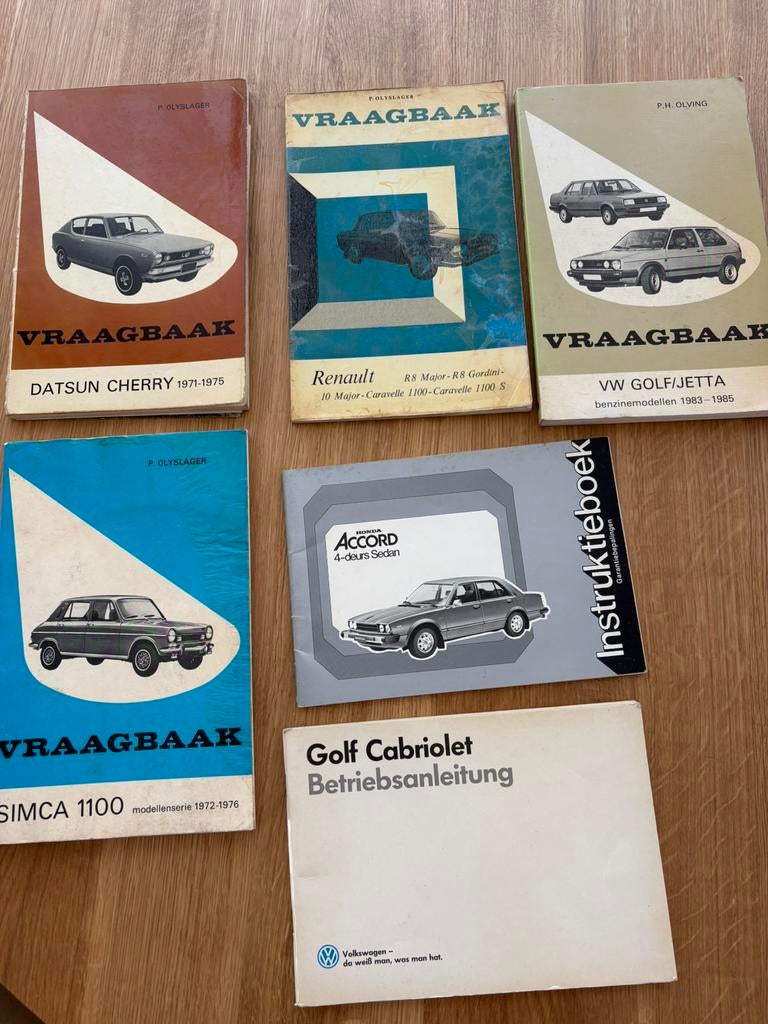 P. OLYSLAGER
VRAAGBAAK
DATSUN CHERRY 1971-1975
P. OLYSLAGER
VRAAGBAAK
Renault R8 Major-R8 Gordini-
10 Major-Caravelle 1100-Caravelle 1100 S
P.H. OLVING
VRAAGBAAK
VW GOLF/JETTA
benzinemodellen 1983-1985
P. OLYSLAGER
VRAAGBAAK
SIMCA 1100 modellenserie 1972-1976
HONDA
ACCORD
4-deurs Sedan
Instruktieboek
Garantiebepalingen
Golf Cabriolet
Betriebsanleitung
VW
Volkswagen –
da weiß man, was man hat.